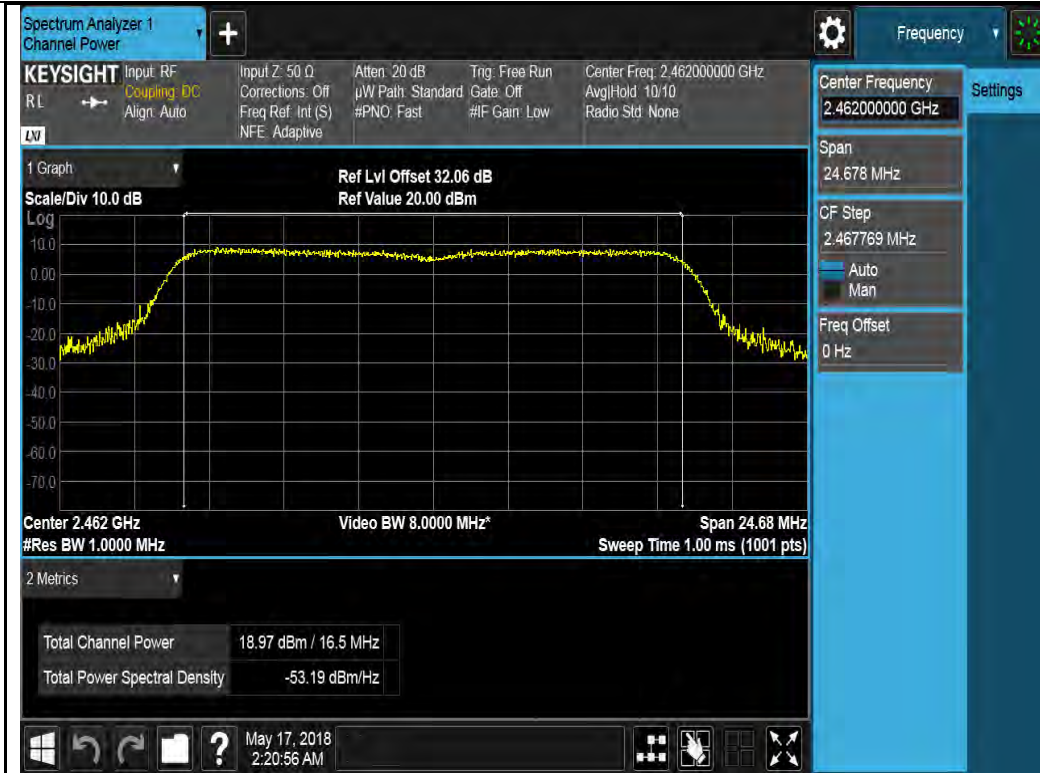 Spectrum Analyzer 1
Channel Power
+
Frequency
KEYSIGHT
RL
LXI
Input: RF
Coupling: DC
Align: Auto
Input Z: 50 Ω
Corrections: Off
Freq Ref: Int (S)
NFE: Adaptive
Atten: 20 dB
µW Path: Standard
#PNO: Fast
Trig: Free Run
Gate: Off
#IF Gain: Low
Center Freq: 2.462000000 GHz
Avg|Hold: 10/10
Radio Std: None
1 Graph
Scale/Div 10.0 dB
Ref Lvl Offset 32.06 dB
Ref Value 20.00 dBm
Log
10.0
0.00
-10.0
-20.0
-30.0
-40.0
-50.0
-60.0
-70.0
Center 2.462 GHz
#Res BW 1.0000 MHz
Video BW 8.0000 MHz*
Span 24.68 MHz
Sweep Time 1.00 ms (1001 pts)
2 Metrics
Total Channel Power 18.97 dBm / 16.5 MHz
Total Power Spectral Density -53.19 dBm/Hz
?
May 17, 2018
2:20:56 AM
Center Frequency
2.462000000 GHz
Span
24.678 MHz
CF Step
2.467769 MHz
Auto
Man
Freq Offset
0 Hz
Settings